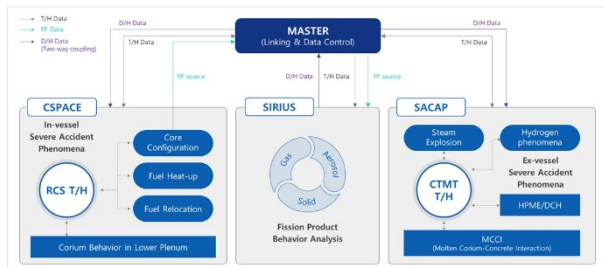 T/H Data
FP Data
D/H Data
(Two-way coupling)
D/H Data
T/H Data
MASTER
(Linking & Data Control)
D/H Data
T/H Data
FP source
D/H Data
T/H Data
FP source
CSPACE
In-vessel
Severe Accident
Phenomena
RCS T/H
Core
Configuration
Fuel Heat-up
Fuel Relocation
Corium Behavior in Lower Plenum
SIRIUS
Gas
Aerosol
Solid
Fission Product
Behavior Analysis
SACAP
Steam
Explosion
Hydrogen
phenomena
CTMT
T/H
Ex-vessel
Severe Accident
Phenomena
HPME/DCH
MCCI
(Molten Corium-Concrete Interaction)